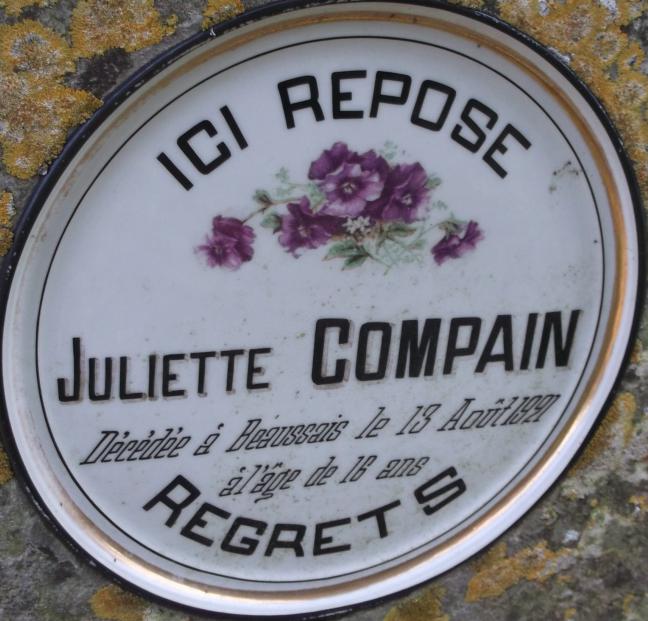 ICI REPOSE
JULIETTE COMPAIN
Décédée à Beaussais le 13 Août
à l'âge de 16 ans
REGRETS